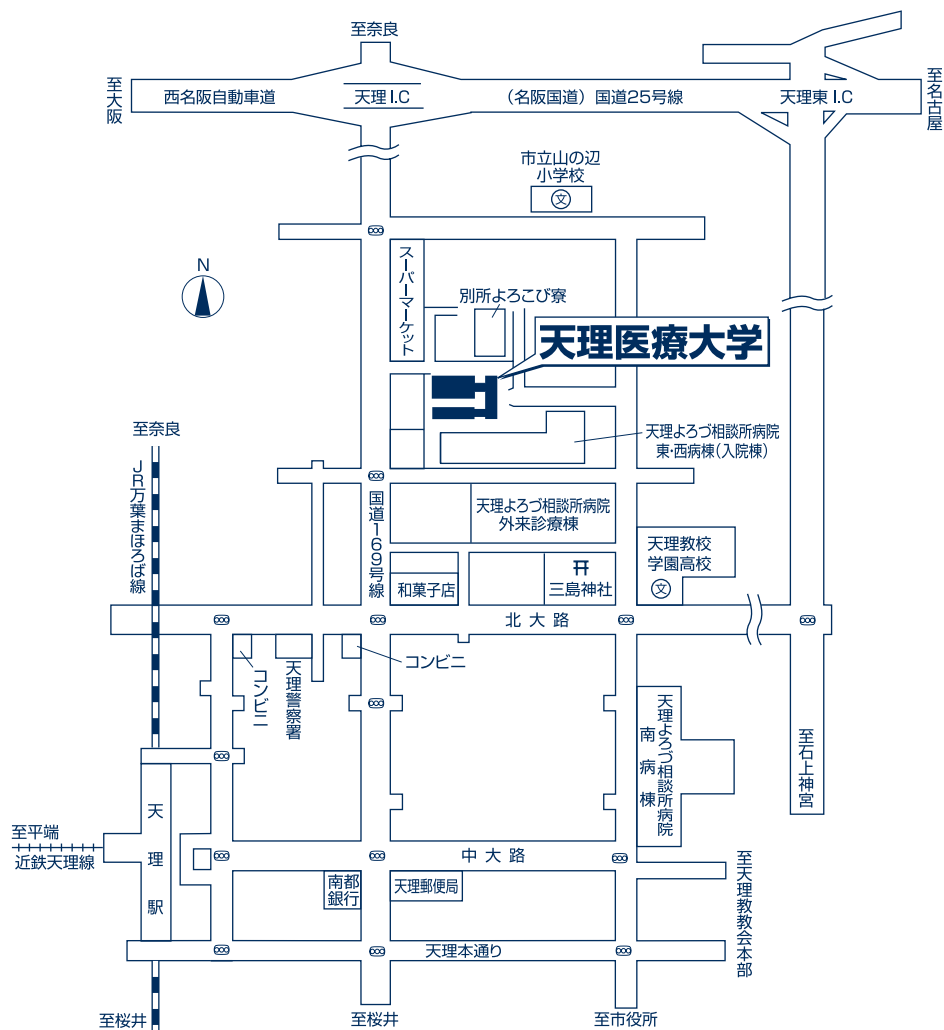 至奈良
至大阪
西名阪自動車道
天理I.C
(名阪国道)国道25号線
天理東I.C
至名古屋
市立山の辺
小学校
文
N
スーパーマーケット
別所よろこび寮
天理医療大学
至奈良
天理よろづ相談所病院
東・西病棟(入院棟)
JR万葉まほろば線
国道169号線
天理よろづ相談所病院
外来診療棟
天理教校
学園高校
文
和菓子店
三島神社
北大路
コンビニ
天理警察署
コンビニ
天理よろづ相談所病院
南病棟
至石上神宮
天理駅
至平端
近鉄天理線
中大路
南都
銀行
天理郵便局
至天理教教会本部
天理本通り
至桜井
至桜井
至市役所